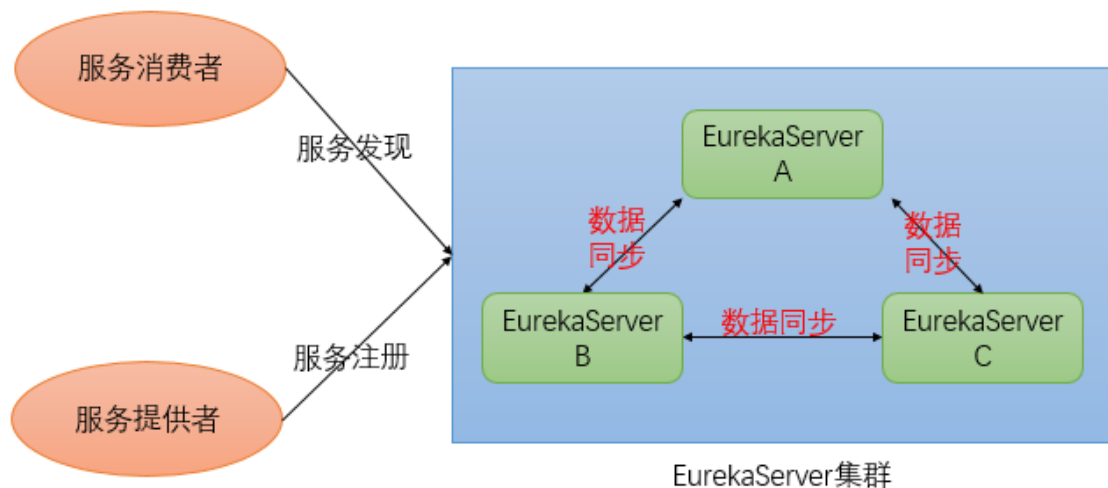 服务消费者
服务发现
服务注册
服务提供者
EurekaServer
A
数据
同步
数据
同步
EurekaServer
B
数据同步
EurekaServer
C
EurekaServer集群